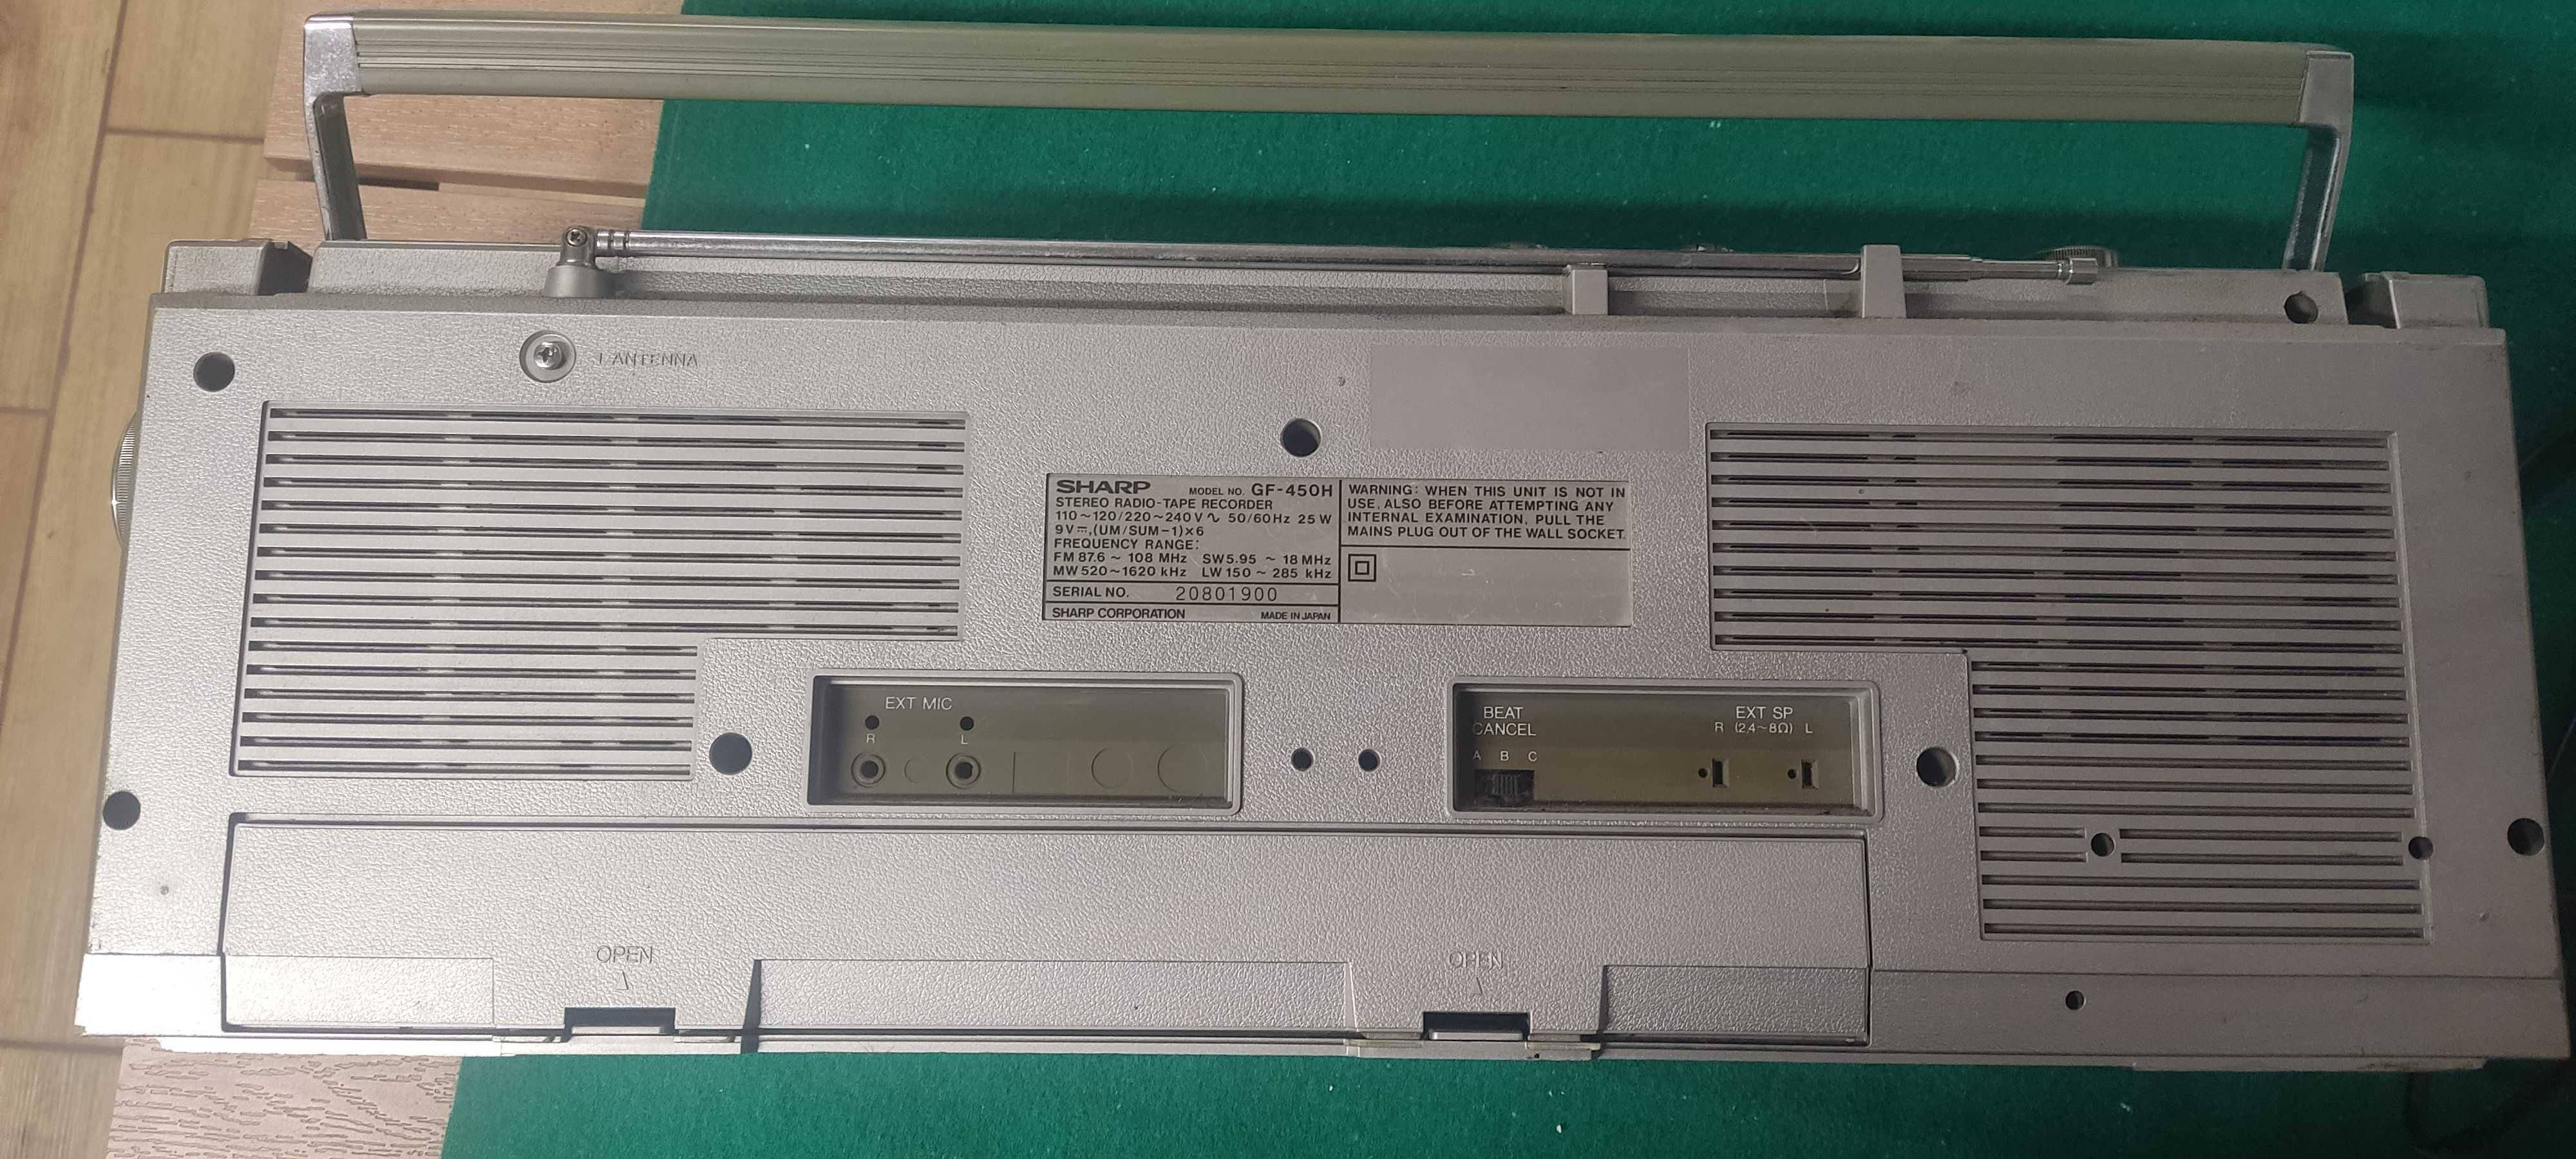 ANTENNA
SHARP MODEL NO. GF-450H
STEREO RADIO-TAPE RECORDER
110~120/220~240V∿ 50/60Hz 25W
9V⎓,(UM/SUM-1)×6
FREQUENCY RANGE:
FM 87.6 ~ 108 MHz SW 5.95 ~ 18 MHz
MW 520~1620 kHz LW 150 ~ 285 kHz
SERIAL NO. 20801900
SHARP CORPORATION MADE IN JAPAN
WARNING: WHEN THIS UNIT IS NOT IN
USE, ALSO BEFORE ATTEMPTING ANY
INTERNAL EXAMINATION, PULL THE
MAINS PLUG OUT OF THE WALL SOCKET.
EXT MIC
R L
BEAT
CANCEL
A B C
EXT SP
R (2,4~8Ω) L
OPEN
OPEN